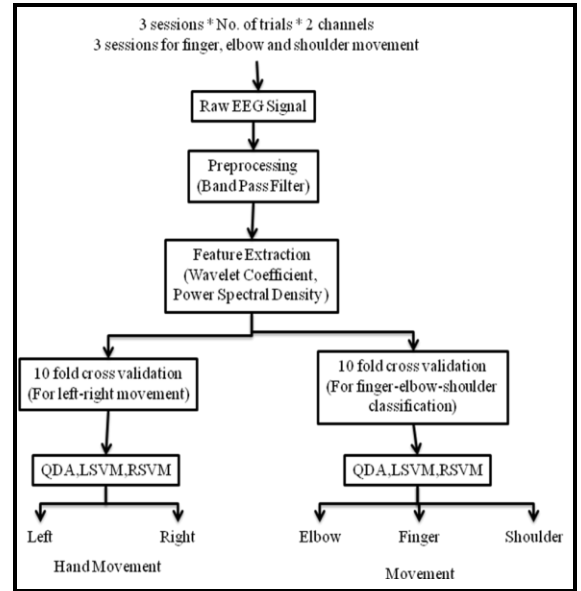 3 sessions * No. of trials * 2 channels
3 sessions for finger, elbow and shoulder movement
Raw EEG Signal
Preprocessing
(Band Pass Filter)
Feature Extraction
(Wavelet Coefficient,
Power Spectral Density)
10 fold cross validation
(For left-right movement)
10 fold cross validation
(For finger-elbow-shoulder
classification)
QDA,LSVM,RSVM
QDA,LSVM,RSVM
Left
Right
Elbow
Finger
Shoulder
Hand Movement
Movement